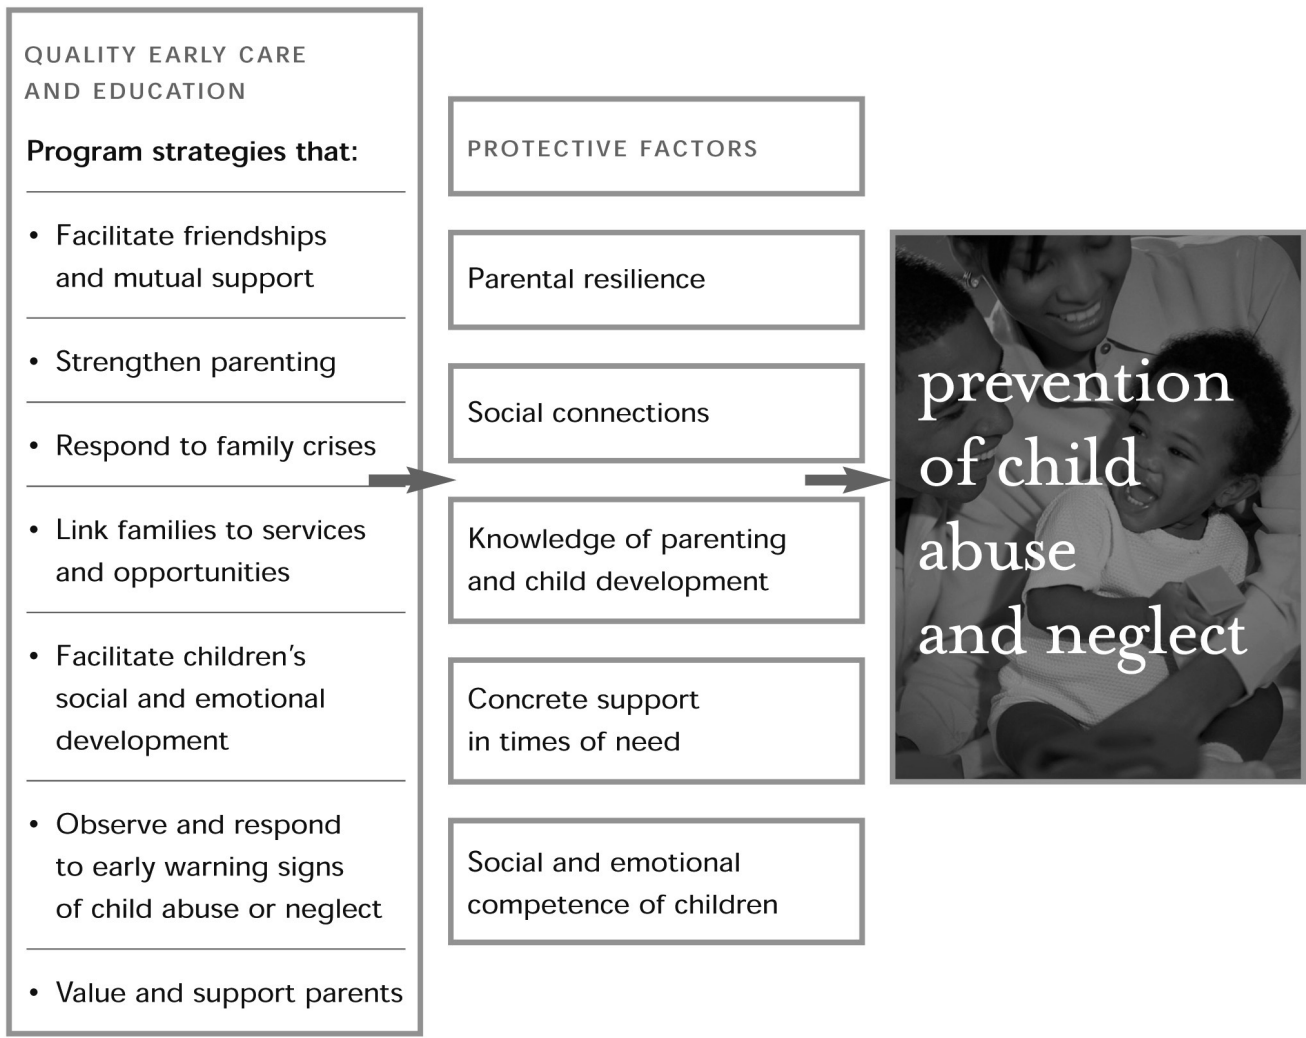 QUALITY EARLY CARE
AND EDUCATION
Program strategies that:
• Facilitate friendships
and mutual support
• Strengthen parenting
• Respond to family crises
• Link families to services
and opportunities
• Facilitate children’s
social and emotional
development
• Observe and respond
to early warning signs
of child abuse or neglect
• Value and support parents
PROTECTIVE FACTORS
Parental resilience
Social connections
Knowledge of parenting
and child development
Concrete support
in times of need
Social and emotional
competence of children
prevention
of child
abuse
and neglect